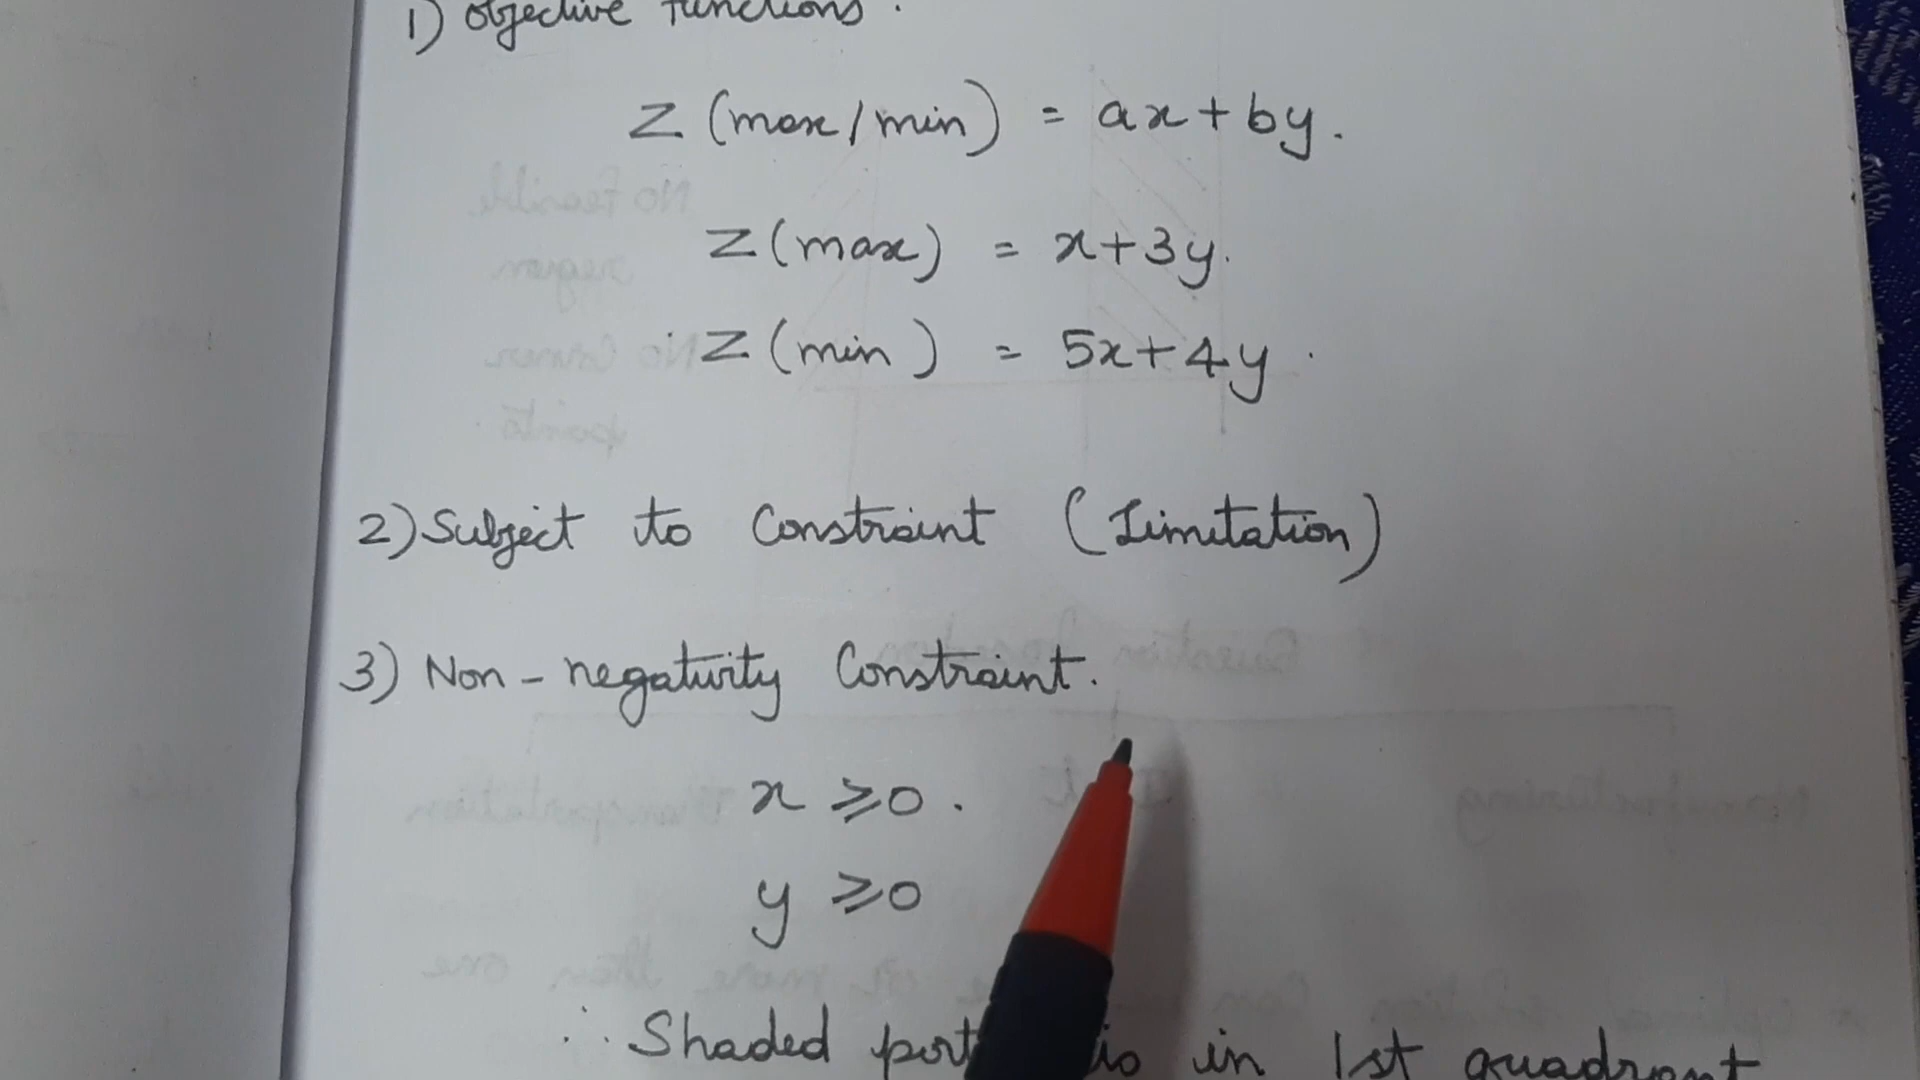 1) Objective functions.
Z (max/min) = ax + by.
Z (max) = x + 3y.
Z (min) = 5x + 4y.
2) Subject to Constraint (Limitation)
3) Non-negativity Constraint.
x ⩾ 0.
y ⩾ 0
∴ Shaded is in 1st quadrant